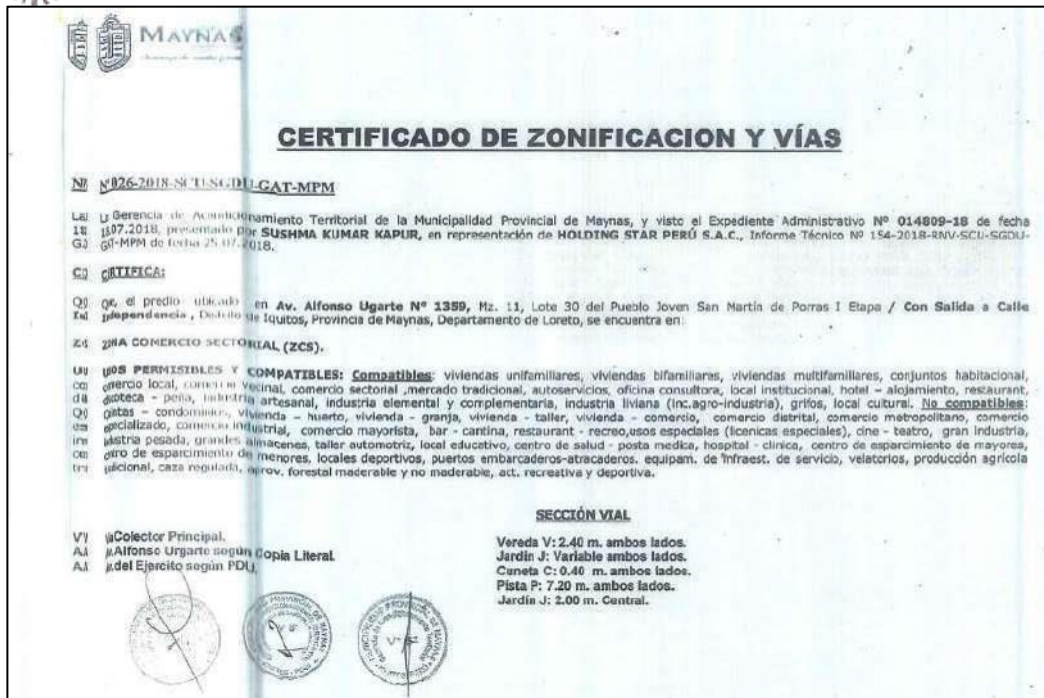 MAYNAS
CERTIFICADO DE ZONIFICACION Y VÍAS
N° 026-2018-SCU-SGDU-GAT-MPM
La Gerencia de Acondicionamiento Territorial de la Municipalidad Provincial de Maynas, y visto el Expediente Administrativo Nº 014809-18 de fecha
18.07.2018, presentado por SUSHMA KUMAR KAPUR, en representación de HOLDING STAR PERÚ S.A.C., Informe Técnico Nº 154-2018-RNV-SCU-SGDU-
GAT-MPM de fecha 25.07.2018.
CERTIFICA:
Que, el predio ubicado en Av. Alfonso Ugarte Nº 1359, Mz. 11, Lote 30 del Pueblo Joven San Martín de Porras I Etapa / Con Salida a Calle
Independencia, Distrito de Iquitos, Provincia de Maynas, Departamento de Loreto, se encuentra en:
ZONA COMERCIO SECTORIAL (ZCS).
USOS PERMISIBLES Y COMPATIBLES: Compatibles: viviendas unifamiliares, viviendas bifamiliares, viviendas multifamiliares, conjuntos habitacional,
comercio local, comercio vecinal, comercio sectorial ,mercado tradicional, autoservicios, oficina consultora, local institucional, hotel – alojamiento, restaurant,
discoteca - peña, industria artesanal, industria elemental y complementaria, industria liviana (inc.agro-industria), grifos, local cultural. No compatibles:
Quintas – condominios, vivienda – huerto, vivienda - granja, vivienda - taller, vivienda - comercio, comercio distrital, comercio metropolitano, comercio
especializado, comercio industrial, comercio mayorista, bar - cantina, restaurant - recreo,usos especiales (licenicas especiales), cine - teatro, gran industria,
industria pesada, grandes almacenes, taller automotriz, local educativo, centro de salud - posta medica, hospital - clínica, centro de esparcimiento de mayores,
centro de esparcimiento de menores, locales deportivos, puertos embarcaderos-atracaderos. equipam. de infraest. de servicio, velatorios, producción agrícola
tradicional, caza regulada, aprov. forestal maderable y no maderable, act. recreativa y deportiva.
SECCIÓN VIAL
Vía Colector Principal.
Av. Alfonso Urgarte según Copia Literal.
Av. del Ejercito según PDU.
Vereda V: 2.40 m. ambos lados.
Jardín J: Variable ambos lados.
Cuneta C: 0.40 m. ambos lados.
Pista P: 7.20 m. ambos lados.
Jardín J: 2.00 m. Central.